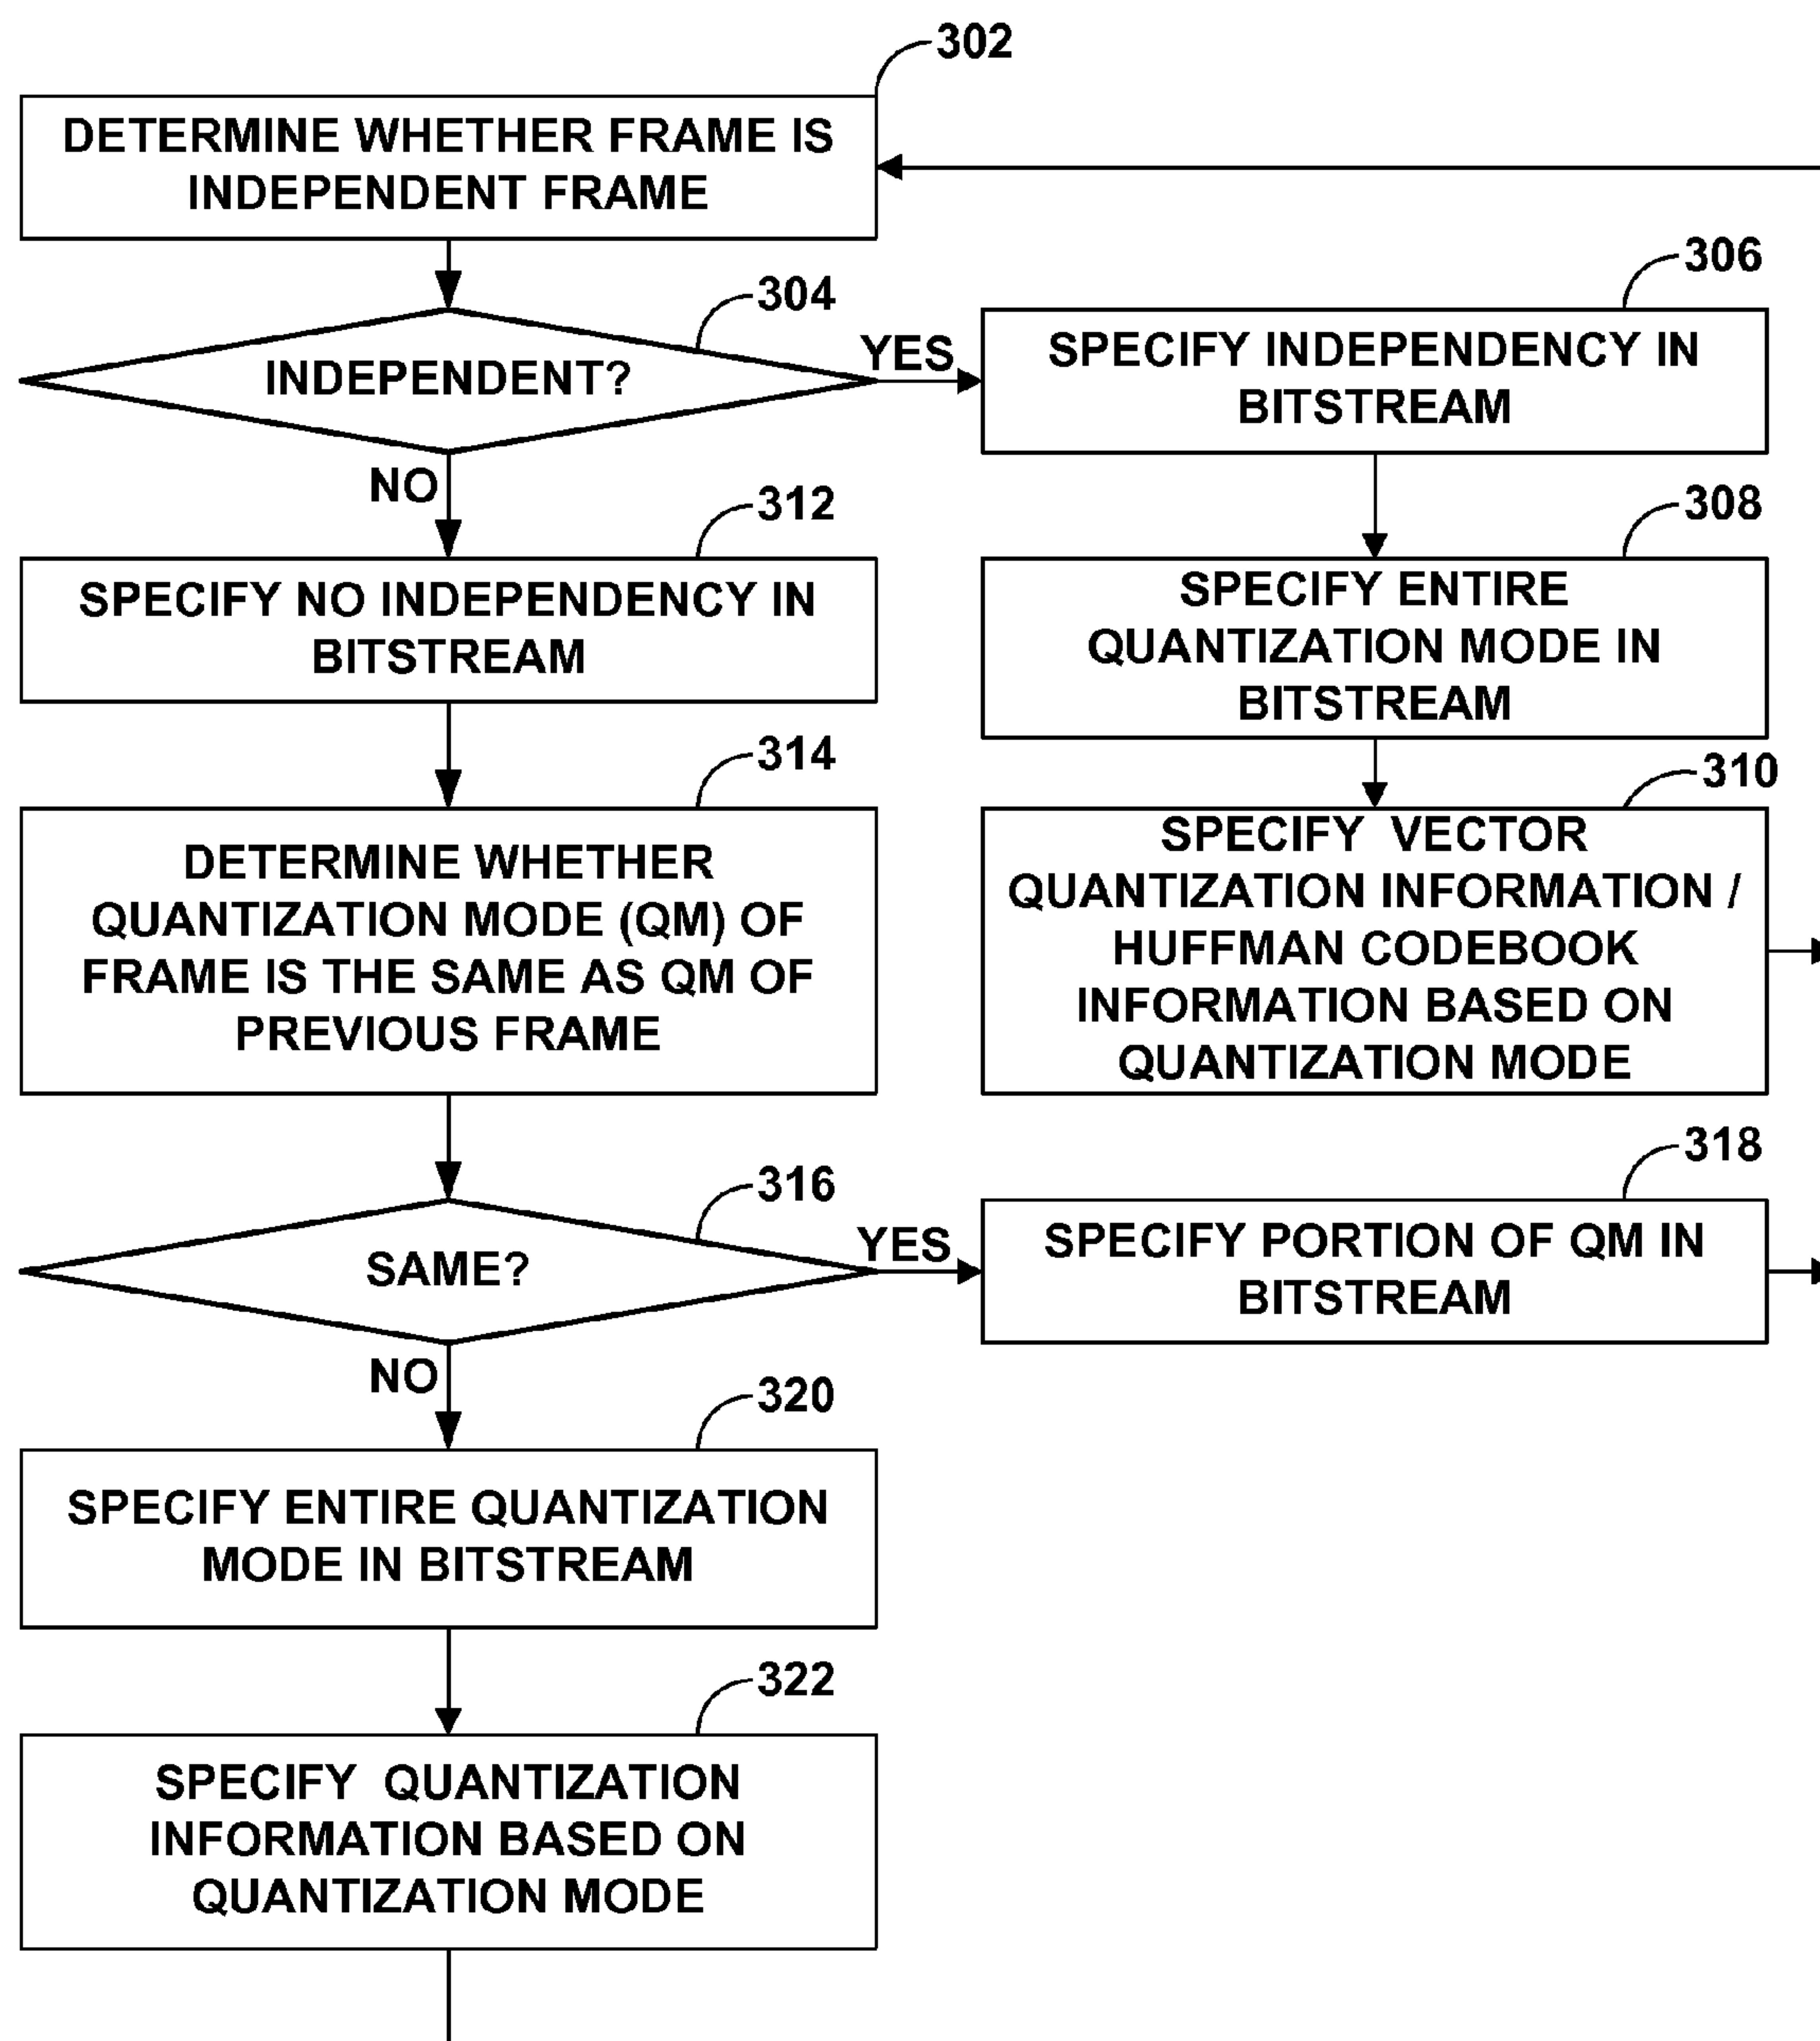 302
DETERMINE WHETHER FRAME IS
INDEPENDENT FRAME
304
INDEPENDENT?
YES
306
SPECIFY INDEPENDENCY IN
BITSTREAM
NO
312
SPECIFY NO INDEPENDENCY IN
BITSTREAM
308
SPECIFY ENTIRE
QUANTIZATION MODE IN
BITSTREAM
314
DETERMINE WHETHER
QUANTIZATION MODE (QM) OF
FRAME IS THE SAME AS QM OF
PREVIOUS FRAME
310
SPECIFY VECTOR
QUANTIZATION INFORMATION /
HUFFMAN CODEBOOK
INFORMATION BASED ON
QUANTIZATION MODE
316
SAME?
YES
318
SPECIFY PORTION OF QM IN
BITSTREAM
NO
320
SPECIFY ENTIRE QUANTIZATION
MODE IN BITSTREAM
322
SPECIFY QUANTIZATION
INFORMATION BASED ON
QUANTIZATION MODE